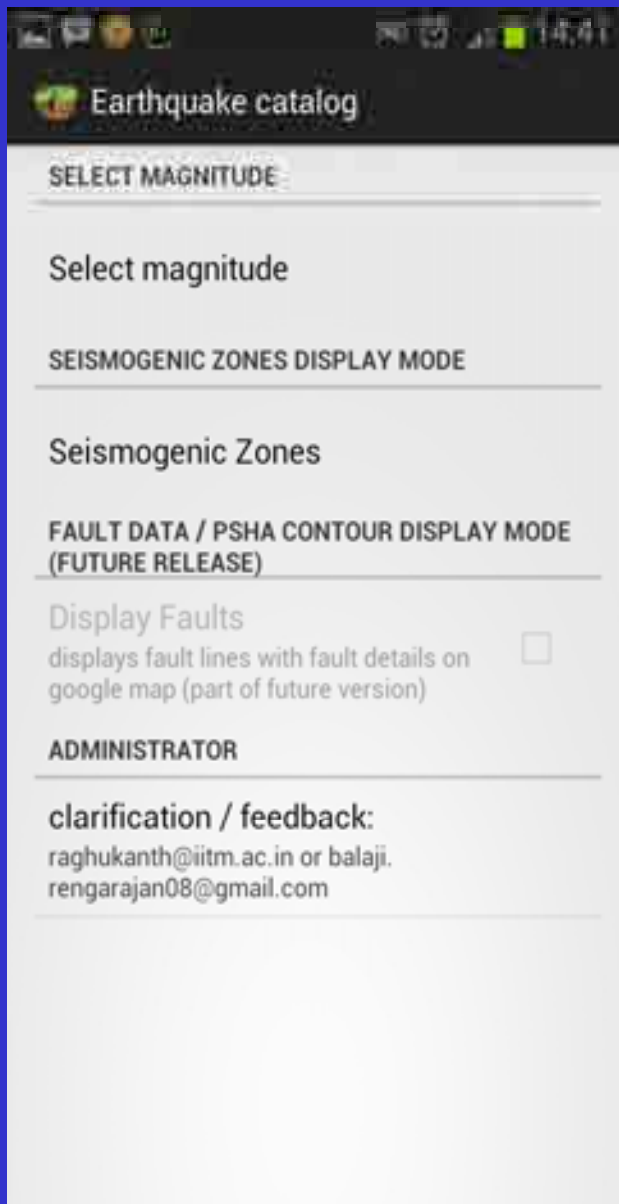 14:41
Earthquake catalog
SELECT MAGNITUDE
Select magnitude
SEISMOGENIC ZONES DISPLAY MODE
Seismogenic Zones
FAULT DATA / PSHA CONTOUR DISPLAY MODE
(FUTURE RELEASE)
Display Faults
displays fault lines with fault details on
google map (part of future version)
ADMINISTRATOR
clarification / feedback:
raghukanth@iitm.ac.in or balaji.
rengarajan08@gmail.com